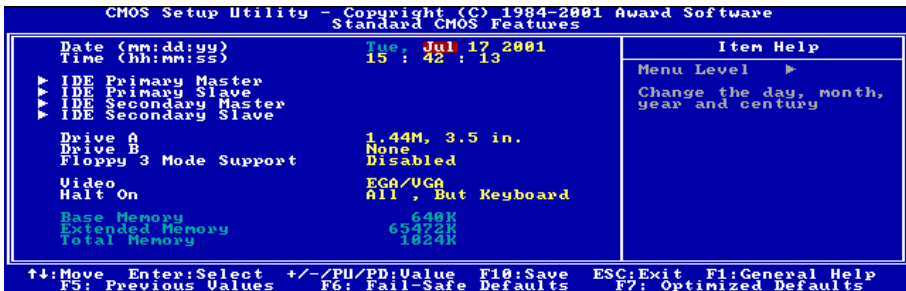 CMOS Setup Utility - Copyright (C) 1984-2001 Award Software
Standard CMOS Features
Date (mm:dd:yy) Tue, Jul 17 2001
Time (hh:mm:ss) 15 : 42 : 13
► IDE Primary Master
► IDE Primary Slave
► IDE Secondary Master
► IDE Secondary Slave
Drive A 1.44M, 3.5 in.
Drive B None
Floppy 3 Mode Support Disabled
Video EGA/VGA
Halt On All , But Keyboard
Base Memory 640K
Extended Memory 65472K
Total Memory 1024K
Item Help
Menu Level ►
Change the day, month,
year and century
↑↓:Move Enter:Select +/-/PU/PD:Value F10:Save ESC:Exit F1:General Help
F5: Previous Values F6: Fail-Safe Defaults F7: Optimized Defaults